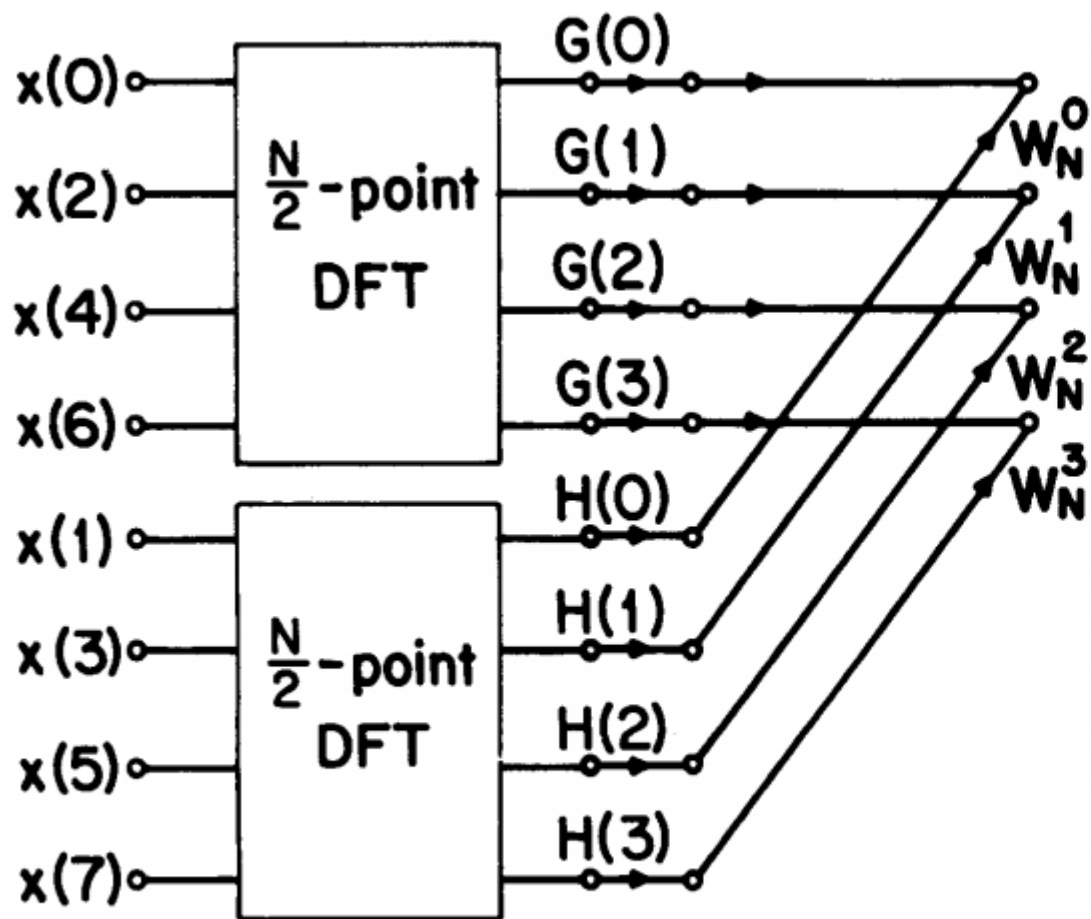 x(0)
x(2)
x(4)
x(6)
N/2-point
DFT
x(1)
x(3)
x(5)
x(7)
N/2-point
DFT
G(0)
G(1)
G(2)
G(3)
H(0)
H(1)
H(2)
H(3)
W_N^0
W_N^1
W_N^2
W_N^3